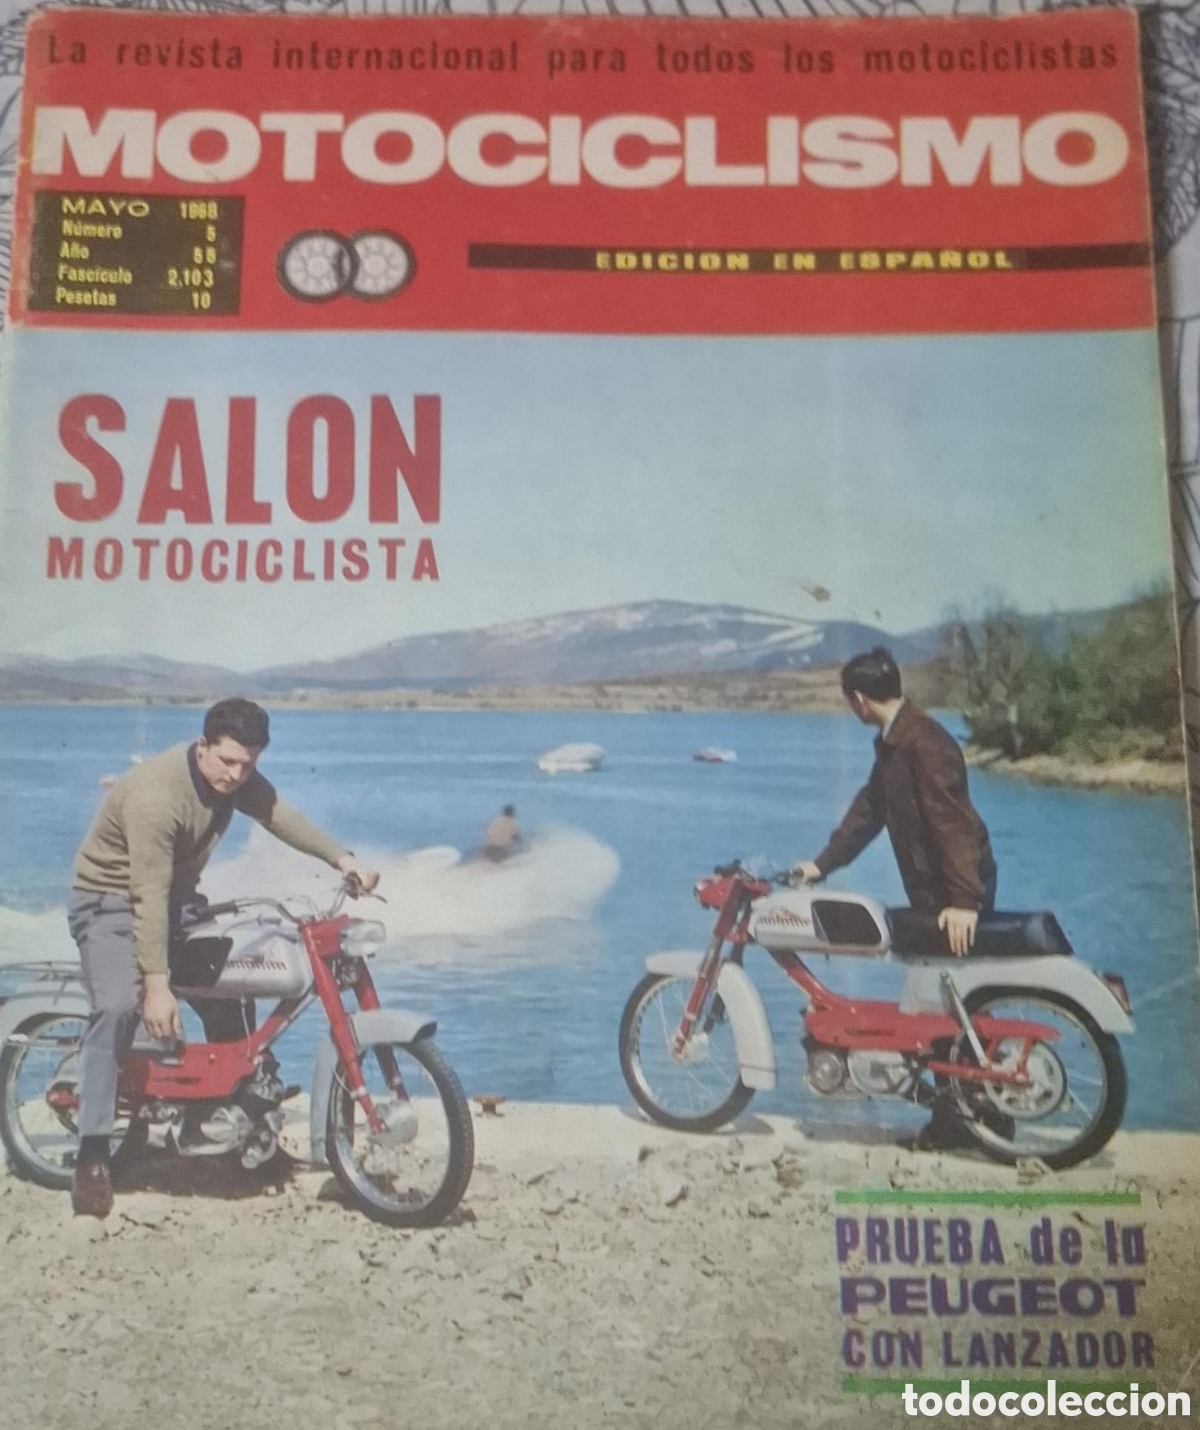 La revista internacional para todos los motociclistas
MOTOCICLISMO
MAYO 1968
Número 5
Año 55
Fascículo 2,103
Pesetas 10
EDICION EN ESPAÑOL
SALON
MOTOCICLISTA
PRUEBA de la
PEUGEOT
CON LANZADOR
todocoleccion